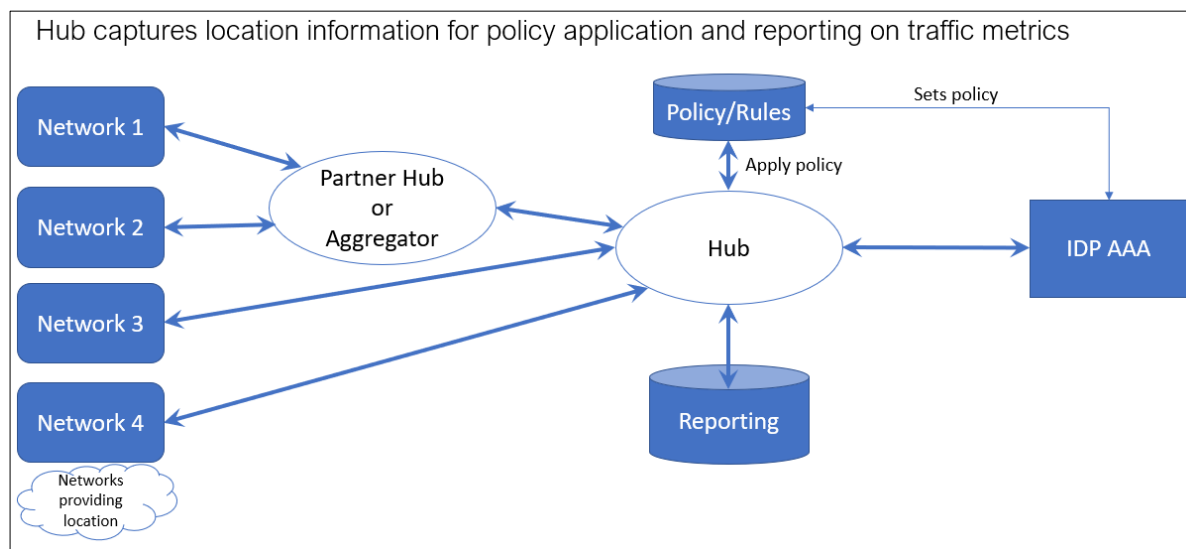 Hub captures location information for policy application and reporting on traffic metrics
Network 1
Network 2
Network 3
Network 4
Networks
providing
location
Partner Hub
or
Aggregator
Policy/Rules
Apply policy
Sets policy
Hub
IDP AAA
Reporting